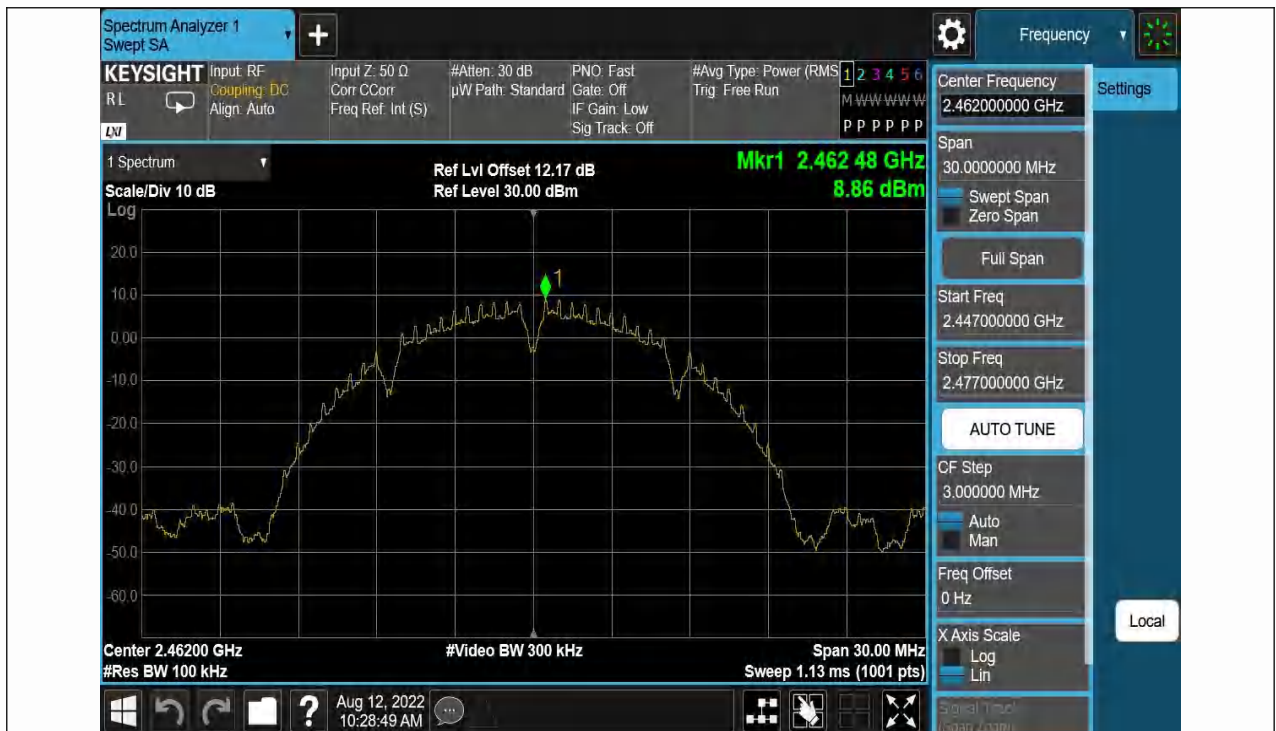 Spectrum Analyzer 1
Swept SA
Frequency
KEYSIGHT
R L
LXI
Input: RF
Coupling: DC
Align: Auto
Input Z: 50 Ω
Corr CCorr
Freq Ref: Int (S)
#Atten: 30 dB
µW Path: Standard
PNO: Fast
Gate: Off
IF Gain: Low
Sig Track: Off
#Avg Type: Power (RMS
Trig: Free Run
1 2 3 4 5 6
M W W W W W
P P P P P P
Center Frequency
2.462000000 GHz
Settings
1 Spectrum
Scale/Div 10 dB
Ref Lvl Offset 12.17 dB
Ref Level 30.00 dBm
Mkr1 2.462 48 GHz
8.86 dBm
Log
20.0
10.0
0.00
-10.0
-20.0
-30.0
-40.0
-50.0
-60.0
1
Span
30.0000000 MHz
Swept Span
Zero Span
Full Span
Start Freq
2.447000000 GHz
Stop Freq
2.477000000 GHz
AUTO TUNE
CF Step
3.000000 MHz
Auto
Man
Freq Offset
0 Hz
X Axis Scale
Log
Lin
Local
Center 2.46200 GHz
#Res BW 100 kHz
#Video BW 300 kHz
Span 30.00 MHz
Sweep 1.13 ms (1001 pts)
Aug 12, 2022
10:28:49 AM
Signal Track
(Span Zoom)